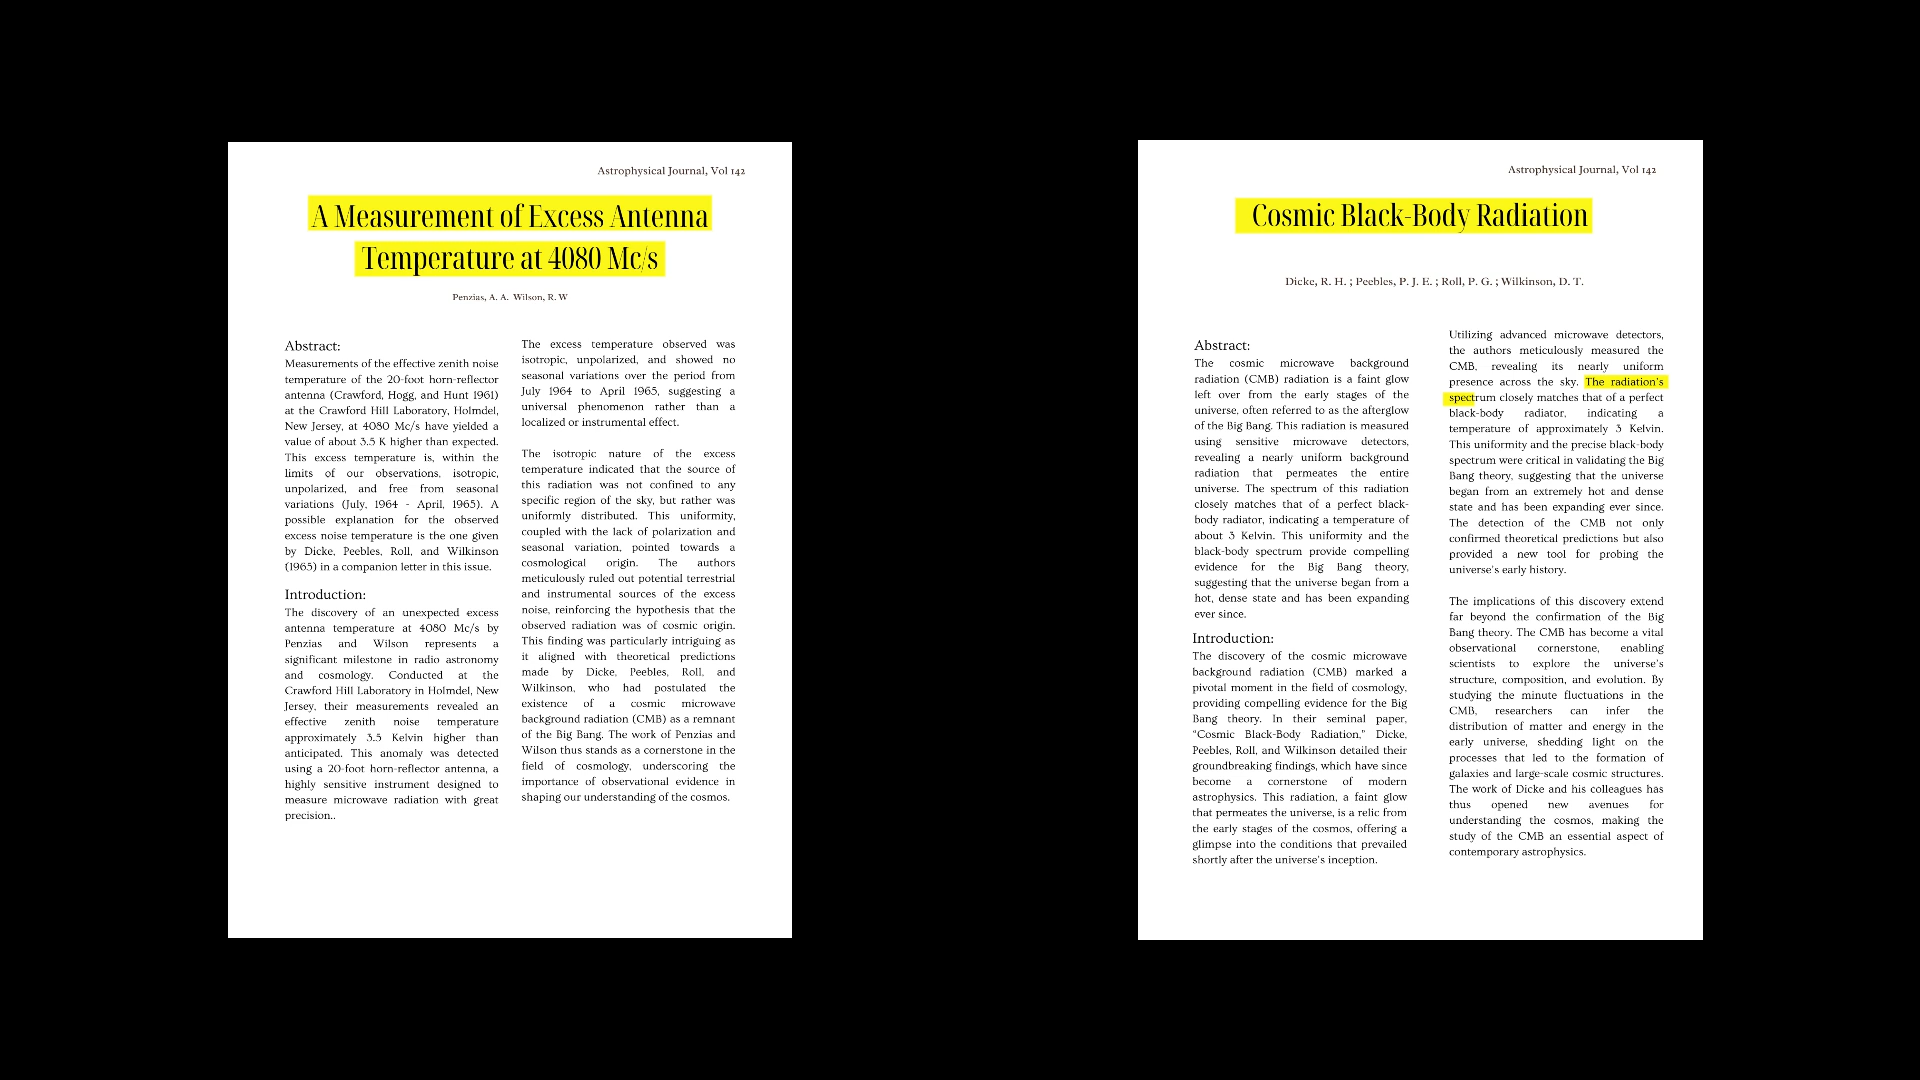 Astrophysical Journal, Vol 142
A Measurement of Excess Antenna
Temperature at 4080 Mc/s
Penzias, A. A. Wilson, R. W
Abstract:
Measurements of the effective zenith noise
temperature of the 20-foot horn-reflector
antenna (Crawford, Hogg, and Hunt 1961)
at the Crawford Hill Laboratory, Holmdel,
New Jersey, at 4080 Mc/s have yielded a
value of about 3.5 K higher than expected.
This excess temperature is, within the
limits of our observations, isotropic,
unpolarized, and free from seasonal
variations (July, 1964 - April, 1965). A
possible explanation for the observed
excess noise temperature is the one given
by Dicke, Peebles, Roll, and Wilkinson
(1965) in a companion letter in this issue.
Introduction:
The discovery of an unexpected excess
antenna temperature at 4080 Mc/s by
Penzias and Wilson represents a
significant milestone in radio astronomy
and cosmology. Conducted at the
Crawford Hill Laboratory in Holmdel, New
Jersey, their measurements revealed an
effective zenith noise temperature
approximately 3.5 Kelvin higher than
anticipated. This anomaly was detected
using a 20-foot horn-reflector antenna, a
highly sensitive instrument designed to
measure microwave radiation with great
precision..
The excess temperature observed was
isotropic, unpolarized, and showed no
seasonal variations over the period from
July 1964 to April 1965, suggesting a
universal phenomenon rather than a
localized or instrumental effect.
The isotropic nature of the excess
temperature indicated that the source of
this radiation was not confined to any
specific region of the sky, but rather was
uniformly distributed. This uniformity,
coupled with the lack of polarization and
seasonal variation, pointed towards a
cosmological origin. The authors
meticulously ruled out potential terrestrial
and instrumental sources of the excess
noise, reinforcing the hypothesis that the
observed radiation was of cosmic origin.
This finding was particularly intriguing as
it aligned with theoretical predictions
made by Dicke, Peebles, Roll, and
Wilkinson, who had postulated the
existence of a cosmic microwave
background radiation (CMB) as a remnant
of the Big Bang. The work of Penzias and
Wilson thus stands as a cornerstone in the
field of cosmology, underscoring the
importance of observational evidence in
shaping our understanding of the cosmos.
Astrophysical Journal, Vol 142
Cosmic Black-Body Radiation
Dicke, R. H. ; Peebles, P. J. E. ; Roll, P. G. ; Wilkinson, D. T.
Abstract:
The cosmic microwave background
radiation (CMB) radiation is a faint glow
left over from the early stages of the
universe, often referred to as the afterglow
of the Big Bang. This radiation is measured
using sensitive microwave detectors,
revealing a nearly uniform background
radiation that permeates the entire
universe. The spectrum of this radiation
closely matches that of a perfect black-
body radiator, indicating a temperature of
about 3 Kelvin. This uniformity and the
black-body spectrum provide compelling
evidence for the Big Bang theory,
suggesting that the universe began from a
hot, dense state and has been expanding
ever since.
Introduction:
The discovery of the cosmic microwave
background radiation (CMB) marked a
pivotal moment in the field of cosmology,
providing compelling evidence for the Big
Bang theory. In their seminal paper,
“Cosmic Black-Body Radiation,” Dicke,
Peebles, Roll, and Wilkinson detailed their
groundbreaking findings, which have since
become a cornerstone of modern
astrophysics. This radiation, a faint glow
that permeates the universe, is a relic from
the early stages of the cosmos, offering a
glimpse into the conditions that prevailed
shortly after the universe's inception.
Utilizing advanced microwave detectors,
the authors meticulously measured the
CMB, revealing its nearly uniform
presence across the sky. The radiation's
spectrum closely matches that of a perfect
black-body radiator, indicating a
temperature of approximately 3 Kelvin.
This uniformity and the precise black-body
spectrum were critical in validating the Big
Bang theory, suggesting that the universe
began from an extremely hot and dense
state and has been expanding ever since.
The detection of the CMB not only
confirmed theoretical predictions but also
provided a new tool for probing the
universe's early history.
The implications of this discovery extend
far beyond the confirmation of the Big
Bang theory. The CMB has become a vital
observational cornerstone, enabling
scientists to explore the universe's
structure, composition, and evolution. By
studying the minute fluctuations in the
CMB, researchers can infer the
distribution of matter and energy in the
early universe, shedding light on the
processes that led to the formation of
galaxies and large-scale cosmic structures.
The work of Dicke and his colleagues has
thus opened new avenues for
understanding the cosmos, making the
study of the CMB an essential aspect of
contemporary astrophysics.